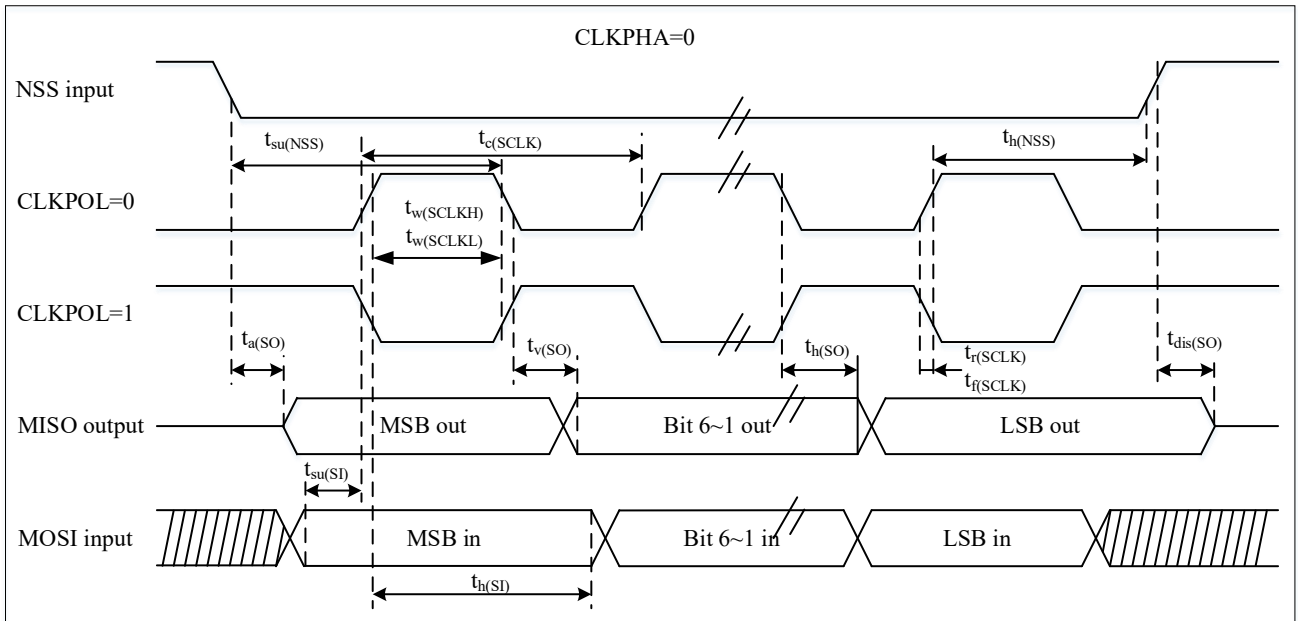 CLKPHA=0
NSS input
tsu(NSS)
tc(SCLK)
th(NSS)
CLKPOL=0
tw(SCLKH)
tw(SCLKL)
CLKPOL=1
ta(SO)
tv(SO)
th(SO)
tr(SCLK)
tf(SCLK)
tdis(SO)
MISO output
MSB out
Bit 6~1 out
LSB out
tsu(SI)
MOSI input
MSB in
Bit 6~1 in
LSB in
th(SI)